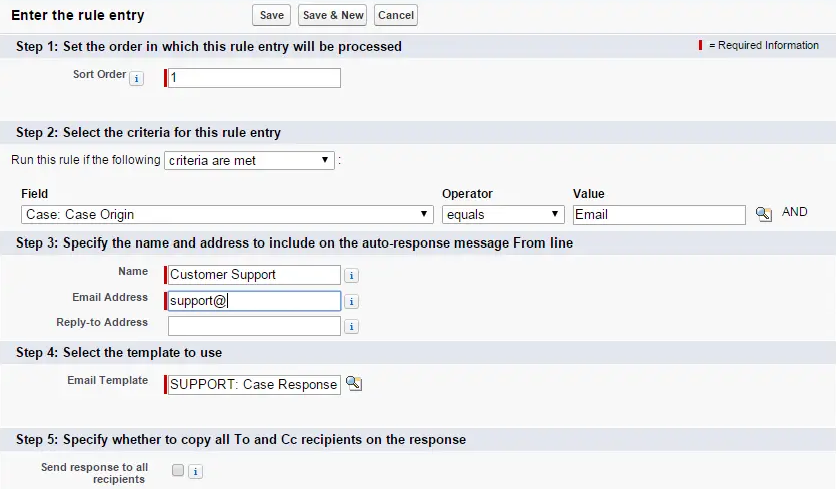 Enter the rule entry Save Save & New Cancel
Step 1: Set the order in which this rule entry will be processed = Required Information
Sort Order i 1
Step 2: Select the criteria for this rule entry
Run this rule if the following criteria are met :
Field Operator Value
Case: Case Origin equals Email AND
Step 3: Specify the name and address to include on the auto-response message From line
Name Customer Support i
Email Address support@ i
Reply-to Address i
Step 4: Select the template to use
Email Template SUPPORT: Case Response
Step 5: Specify whether to copy all To and Cc recipients on the response
Send response to all i
recipients